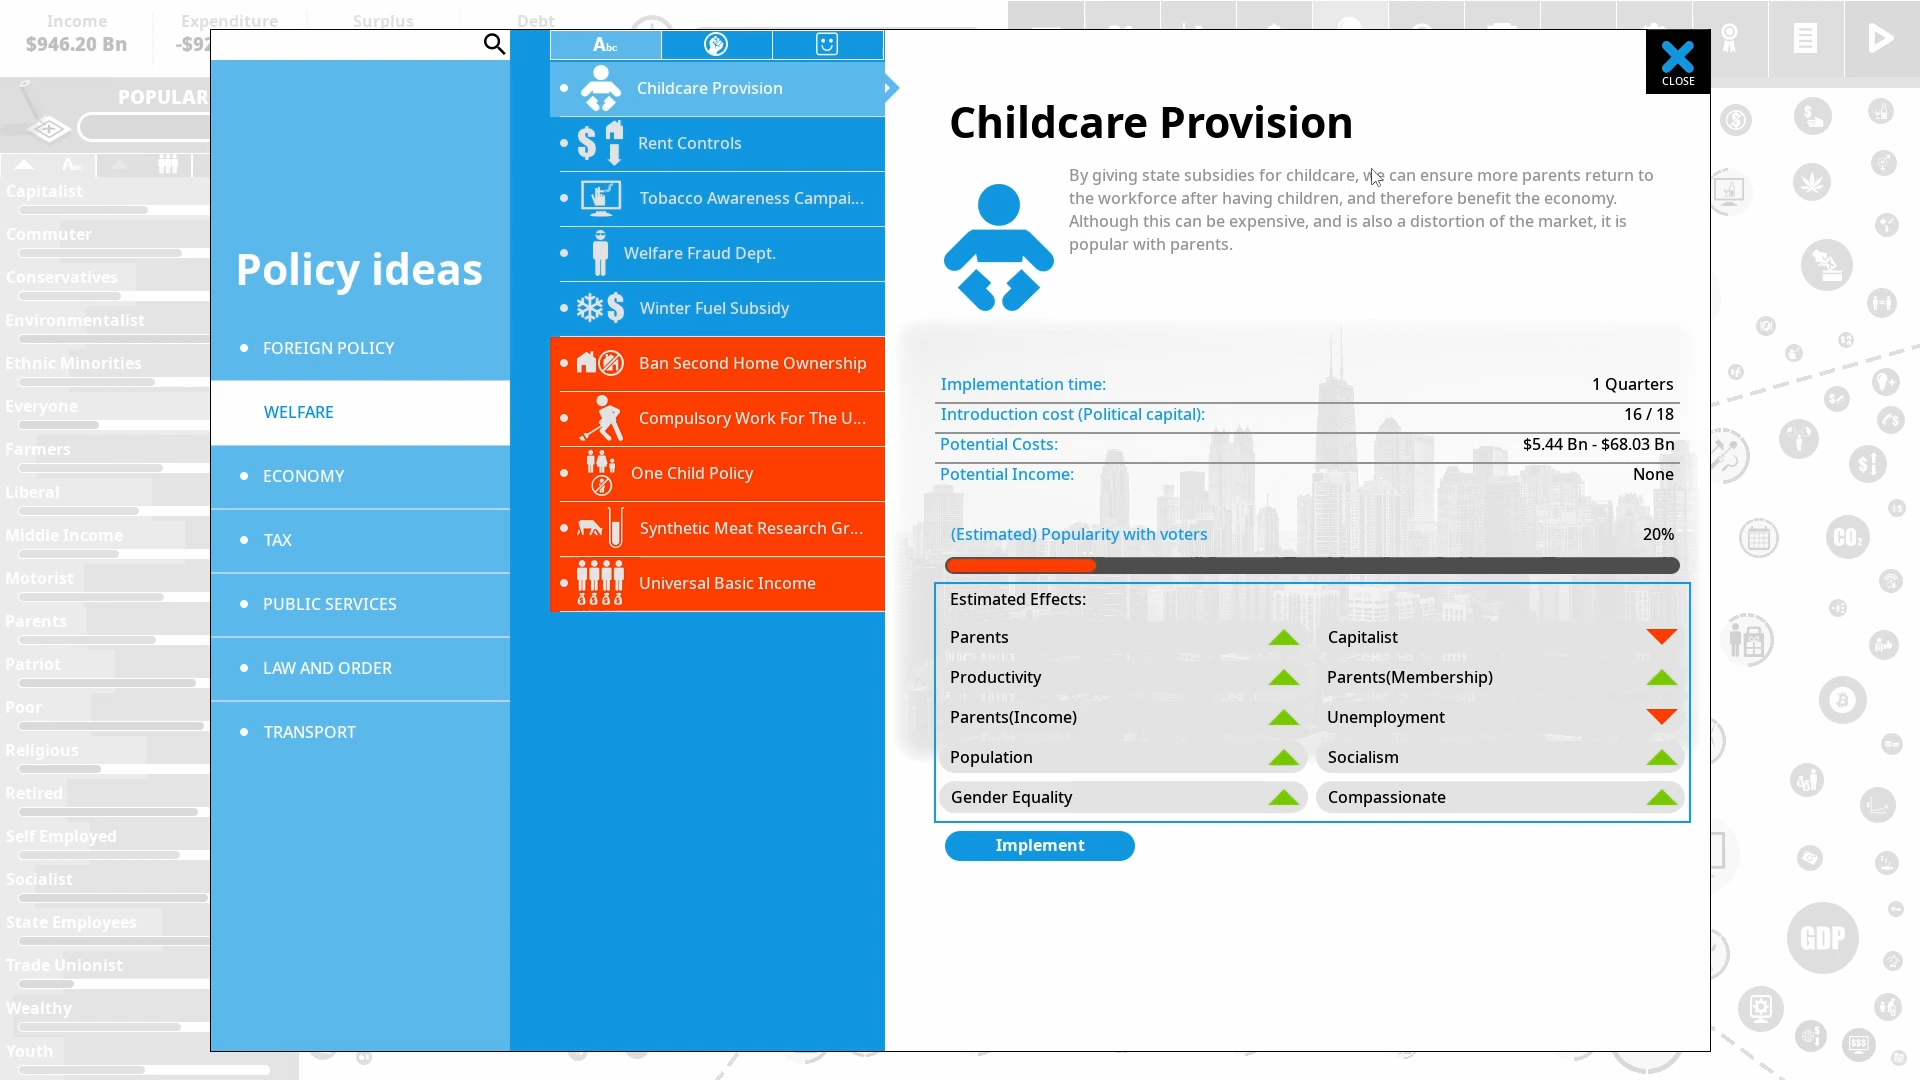 Income
$946.20 Bn
Expenditure
-$92
Surplus
Debt
POPULAR
Abc
Capitalist
Commuter
Conservatives
Environmentalist
Ethnic Minorities
Everyone
Farmers
Liberal
Middle Income
Motorist
Parents
Patriot
Poor
Religious
Retired
Self Employed
Socialist
State Employees
Trade Unionist
Wealthy
Youth
Policy ideas
FOREIGN POLICY
WELFARE
ECONOMY
TAX
PUBLIC SERVICES
LAW AND ORDER
TRANSPORT
Abc
Childcare Provision
Rent Controls
Tobacco Awareness Campai...
Welfare Fraud Dept.
Winter Fuel Subsidy
Ban Second Home Ownership
Compulsory Work For The U...
One Child Policy
Synthetic Meat Research Gr...
Universal Basic Income
CLOSE
Childcare Provision
By giving state subsidies for childcare, we can ensure more parents return to
the workforce after having children, and therefore benefit the economy.
Although this can be expensive, and is also a distortion of the market, it is
popular with parents.
Implementation time: 1 Quarters
Introduction cost (Political capital): 16 / 18
Potential Costs: $5.44 Bn - $68.03 Bn
Potential Income: None
(Estimated) Popularity with voters 20%
Estimated Effects:
Parents Capitalist
Productivity Parents(Membership)
Parents(Income) Unemployment
Population Socialism
Gender Equality Compassionate
Implement
CO2
GDP
$$$